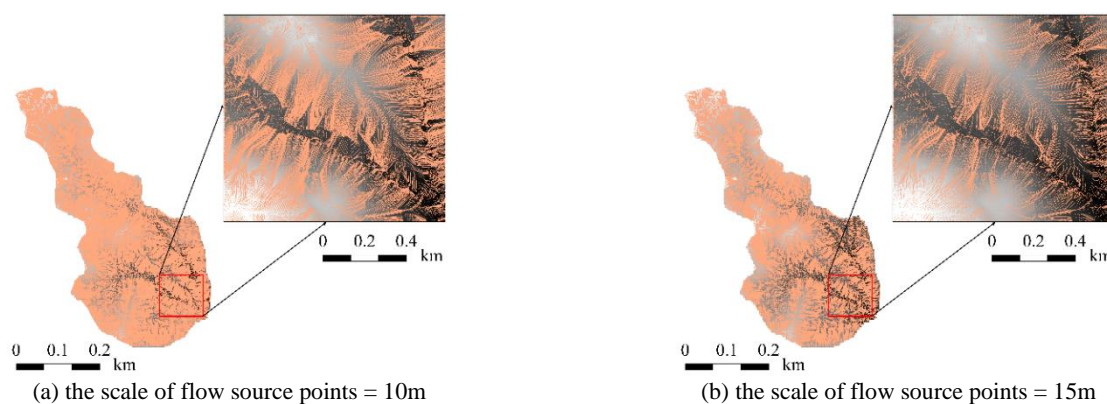 0 0.2 0.4
km
0 0.2 0.4
km
0 0.1 0.2
km
0 0.1 0.2
km
(a) the scale of flow source points = 10m
(b) the scale of flow source points = 15m